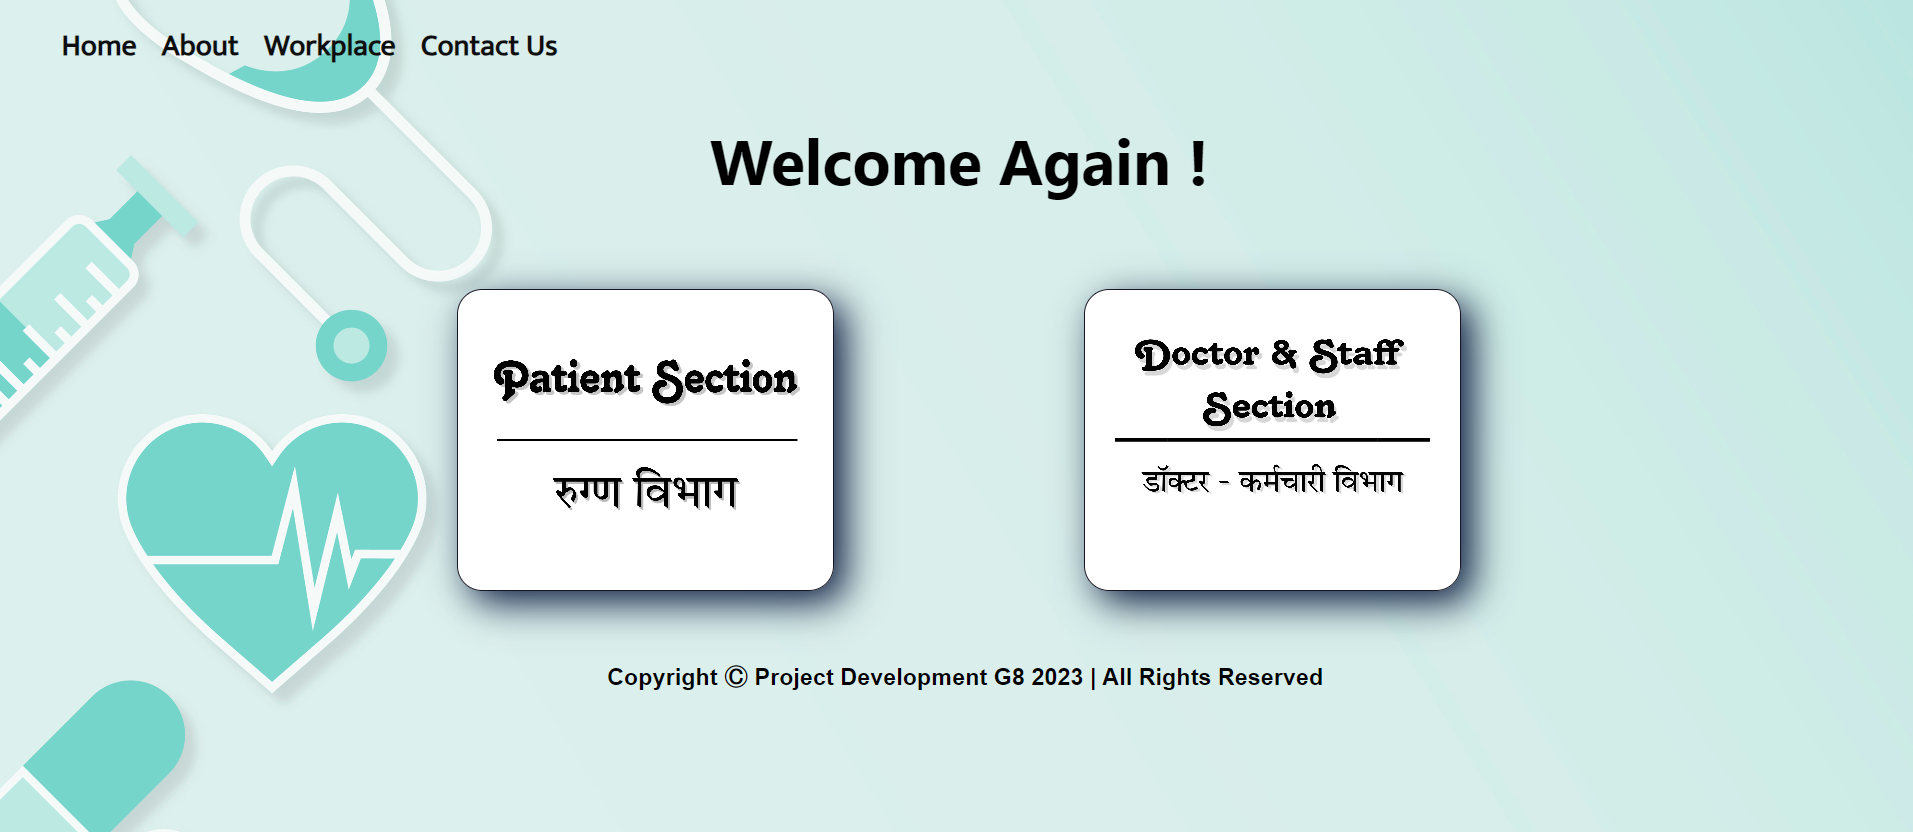 Home About Workplace Contact Us
Welcome Again !
Patient Section
रुग्ण विभाग
Doctor & Staff
Section
डॉक्टर - कर्मचारी विभाग
Copyright Ⓒ Project Development G8 2023 | All Rights Reserved